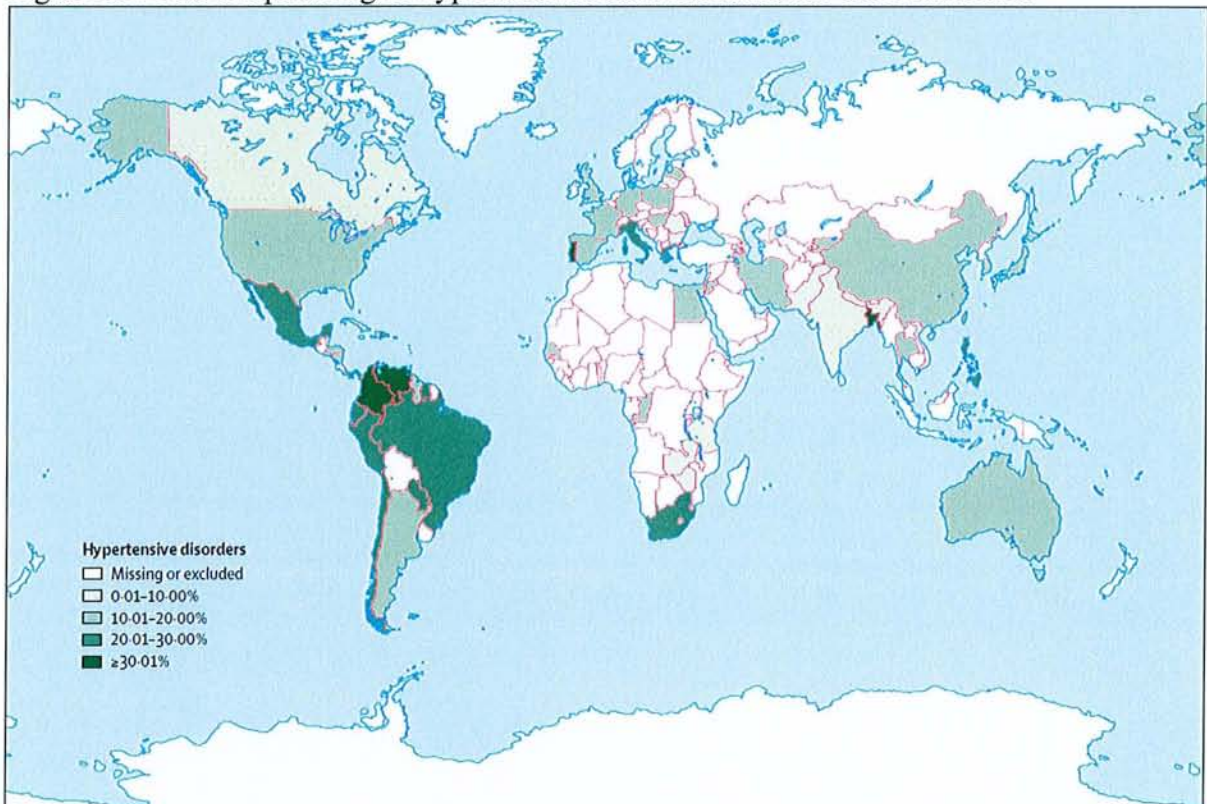 Hypertensive disorders
Missing or excluded
0·01–10·00%
10·01–20·00%
20·01–30·00%
≥30·01%